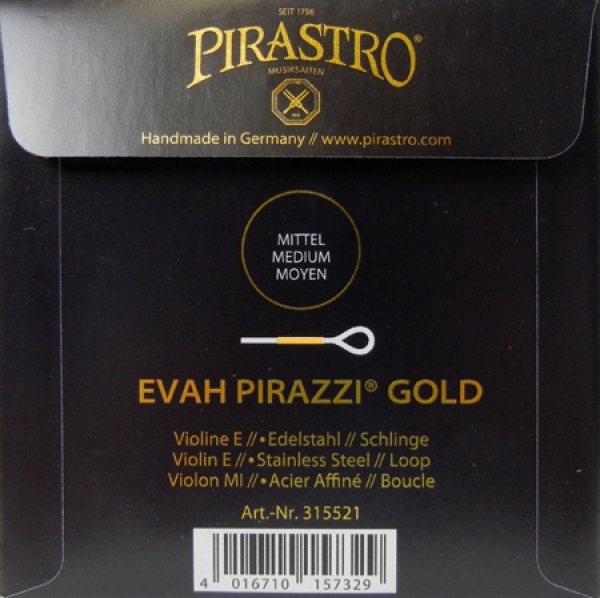 SEIT 1798
PIRASTRO®
MUSIKSAITEN
Handmade in Germany // www.pirastro.com
MITTEL
MEDIUM
MOYEN
EVAH PIRAZZI® GOLD
Violine E // • Edelstahl // Schlinge
Violin E // • Stainless Steel // Loop
Violon MI // • Acier Affiné // Boucle
Art.-Nr. 315521
4 016710 157329